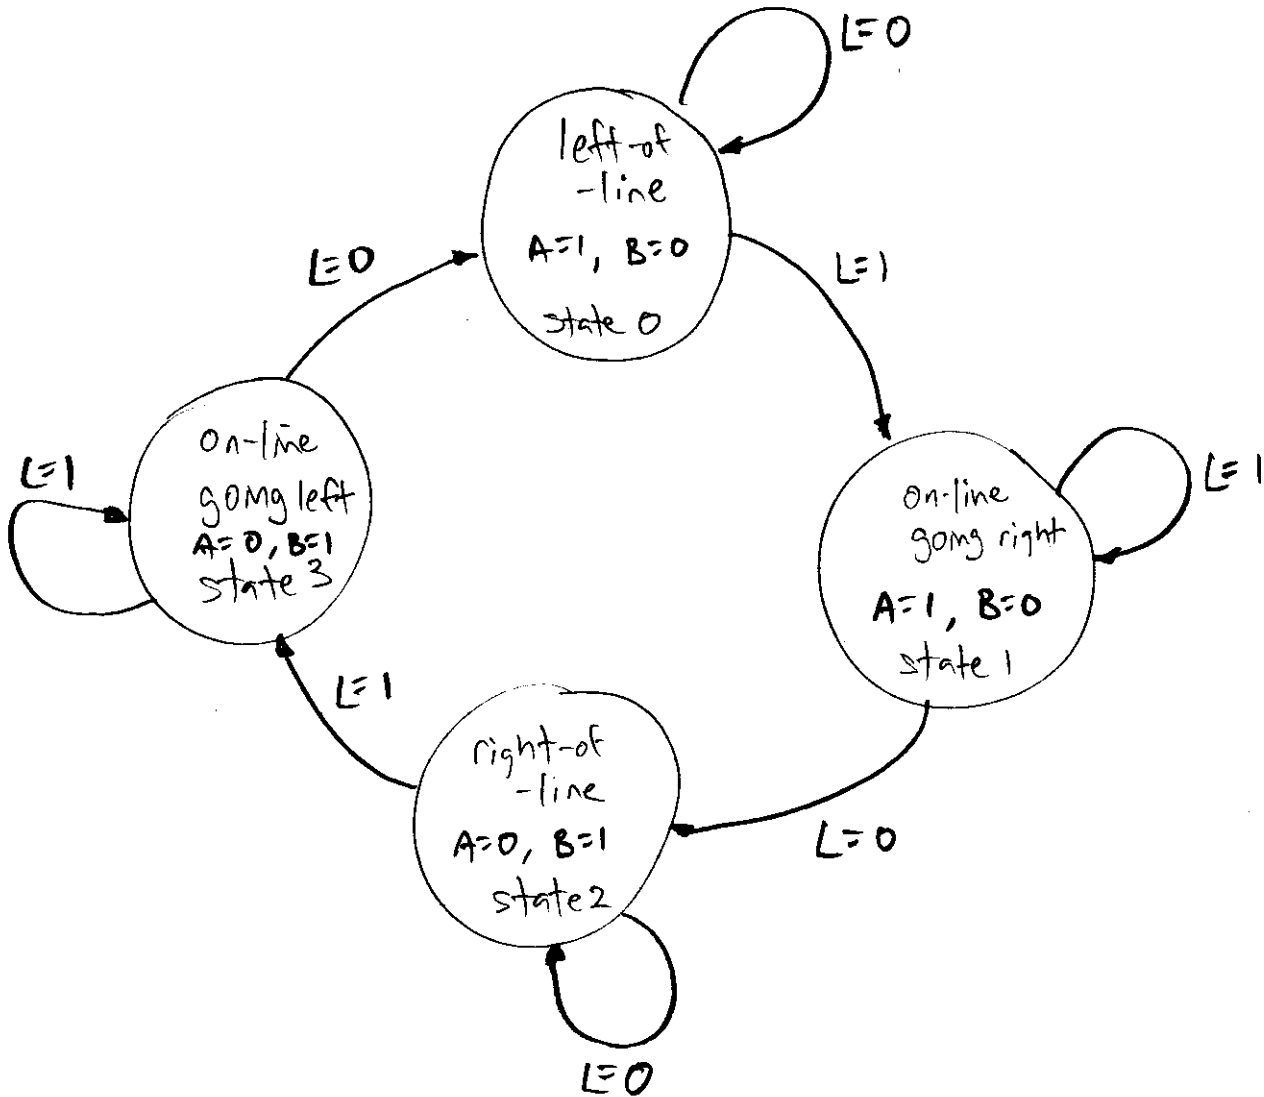 L=0
left-of
-line
A=1, B=0
state 0
L=0
L=1
on-line
going left
A=0, B=1
state 3
L=1
on-line
going right
A=1, B=0
state 1
L=1
L=1
right-of
-line
A=0, B=1
state 2
L=0
L=0